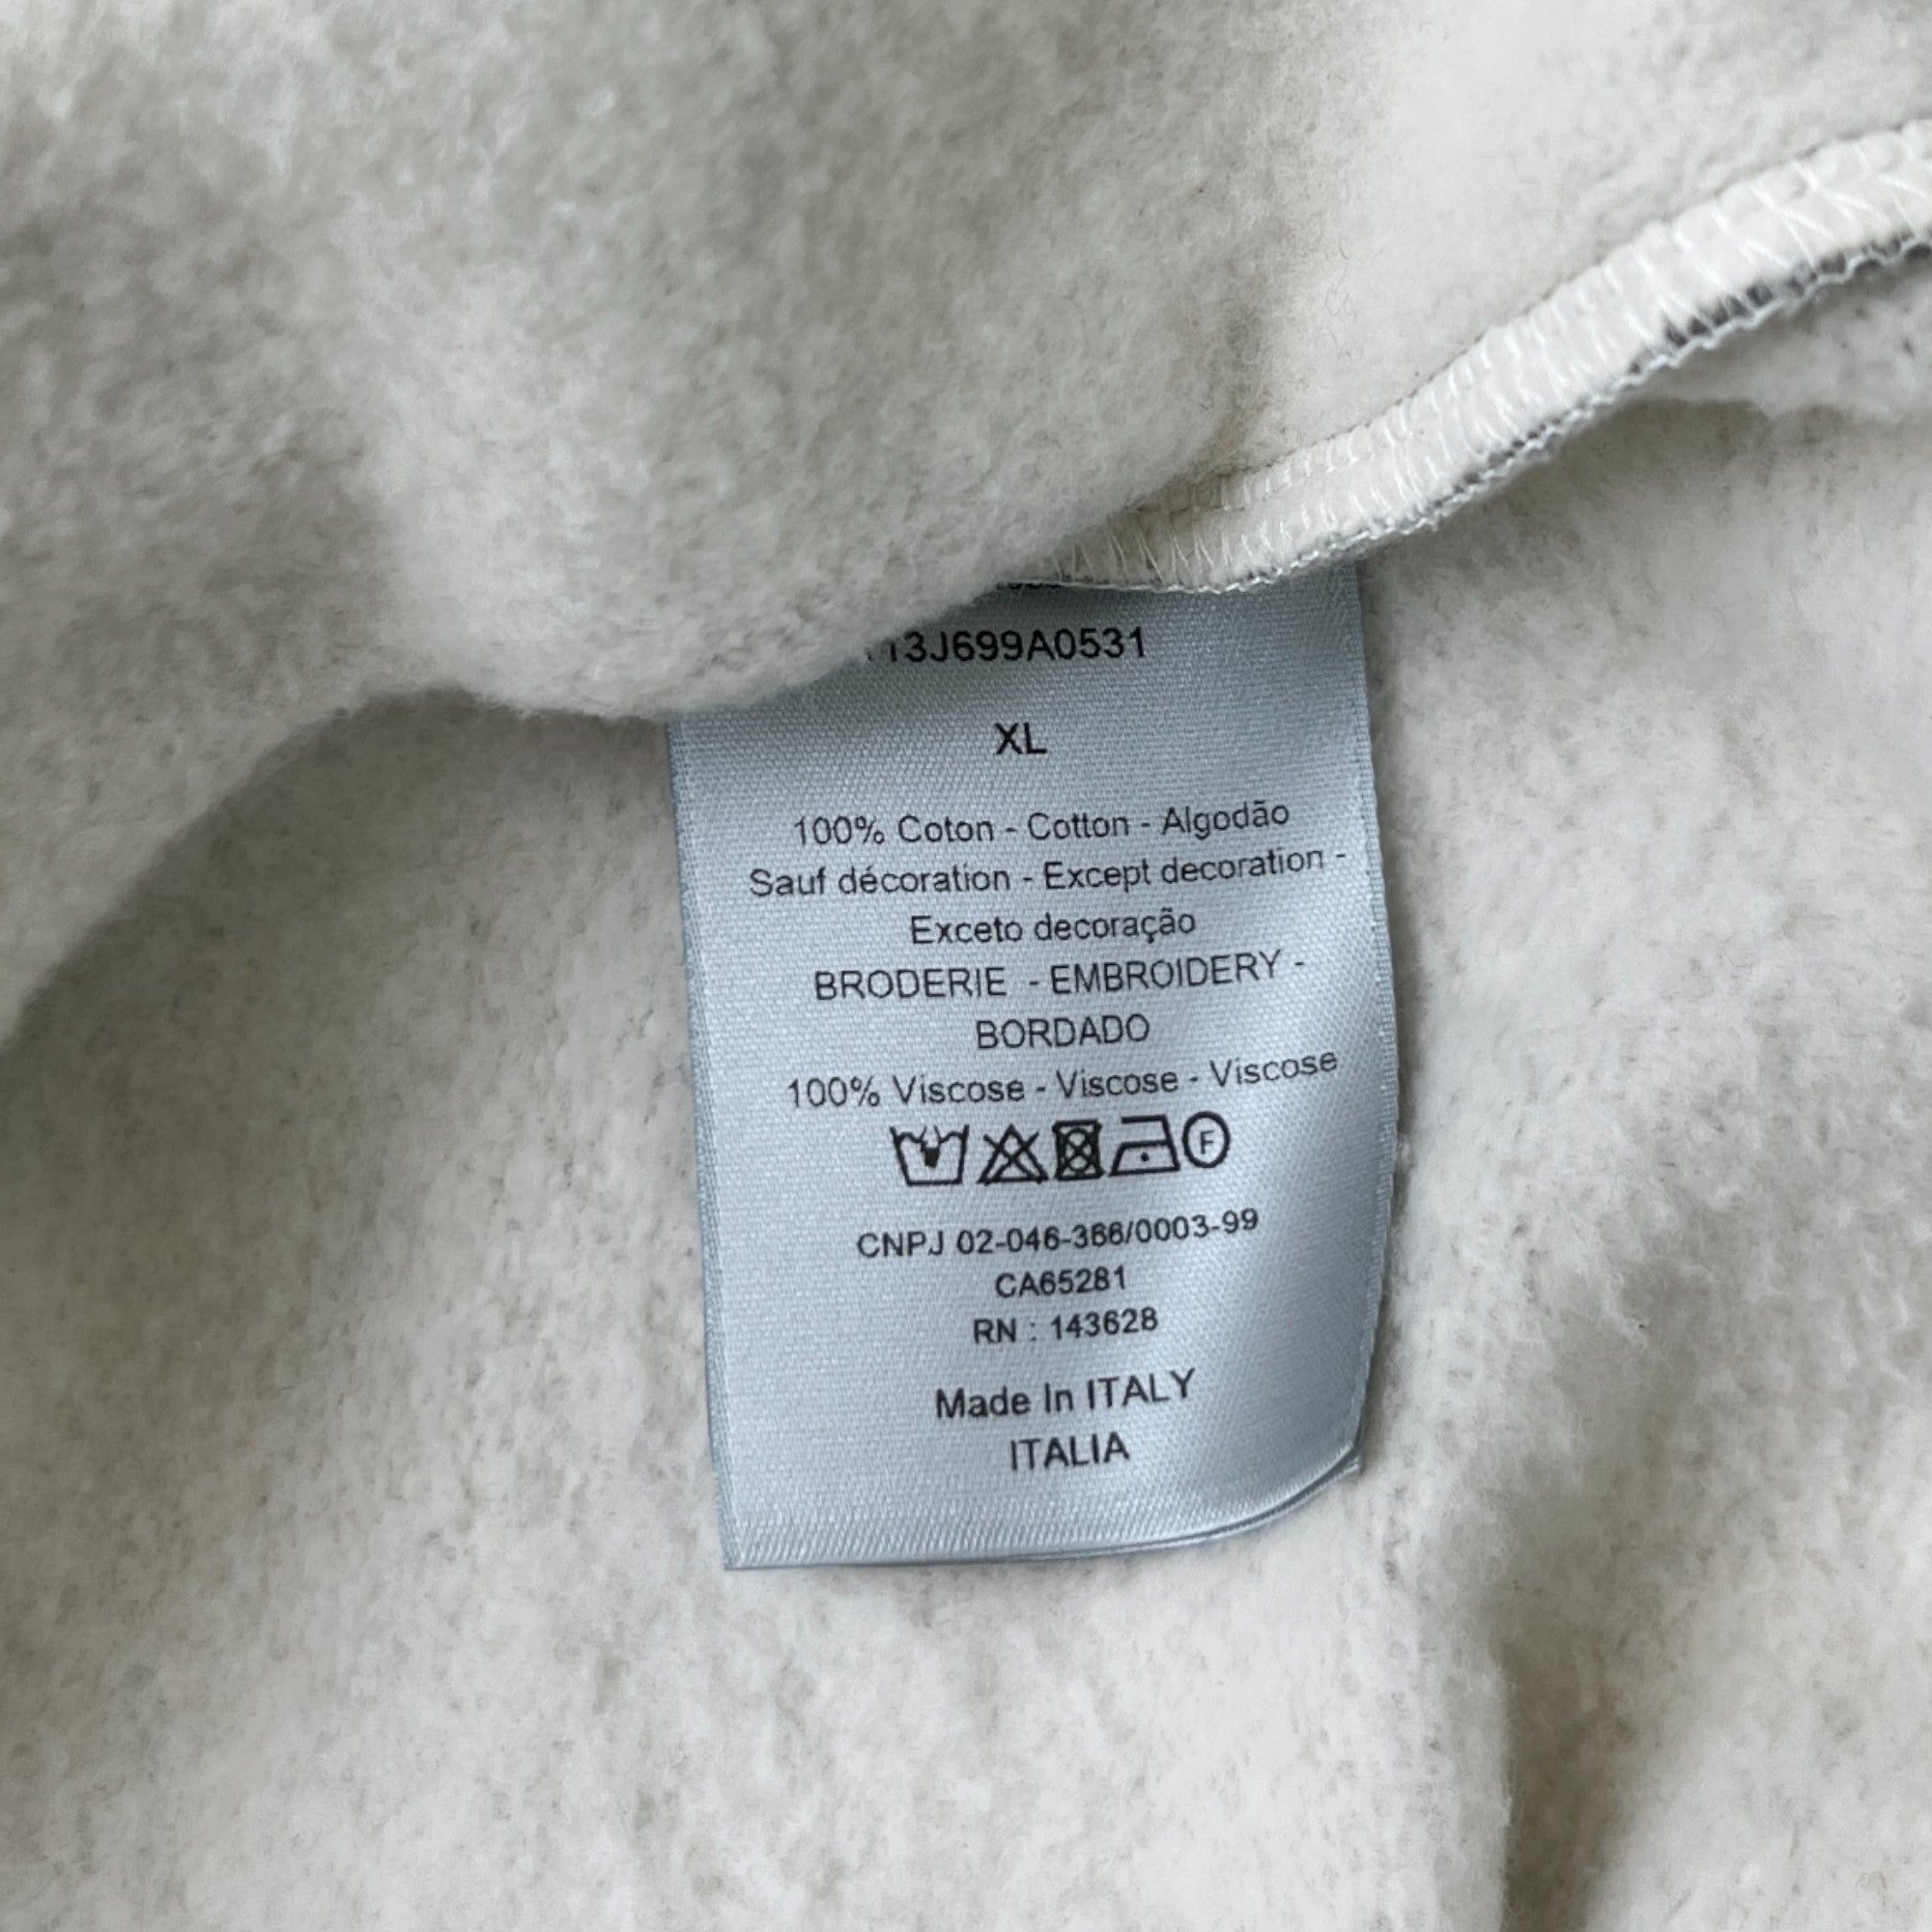 13J699A0531
XL
100% Coton - Cotton - Algodão
Sauf décoration - Except decoration -
Exceto decoração
BRODERIE - EMBROIDERY -
BORDADO
100% Viscose - Viscose - Viscose
F
CNPJ 02-046-366/0003-99
CA65281
RN : 143628
Made In ITALY
ITALIA